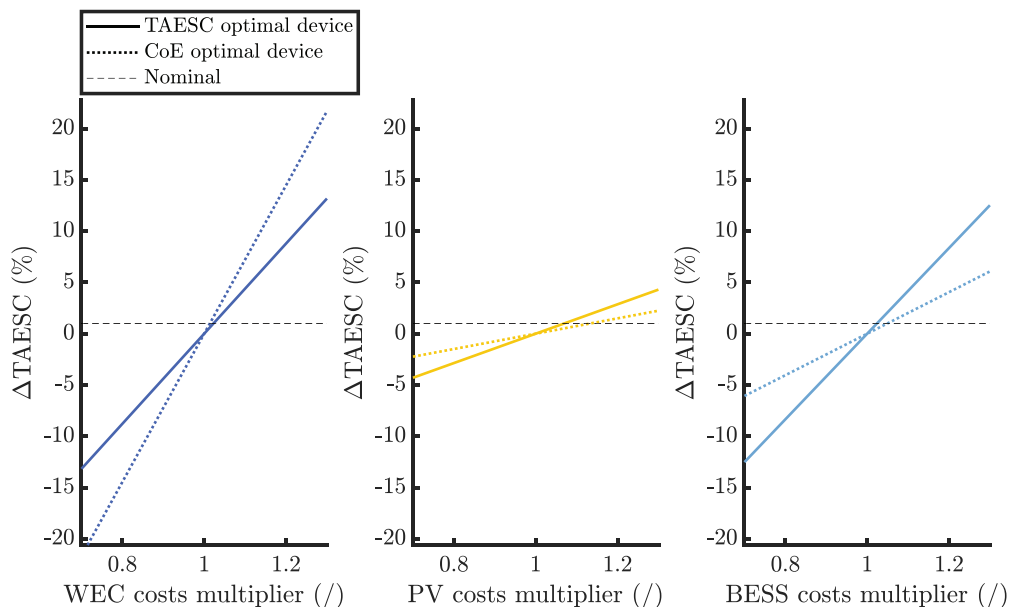 TAESC optimal device
CoE optimal device
Nominal
20
15
10
5
0
-5
-10
-15
-20
ΔTAESC (%)
0.8 1 1.2
WEC costs multiplier (/)
20
15
10
5
0
-5
-10
-15
-20
ΔTAESC (%)
0.8 1 1.2
PV costs multiplier (/)
20
15
10
5
0
-5
-10
-15
-20
ΔTAESC (%)
0.8 1 1.2
BESS costs multiplier (/)